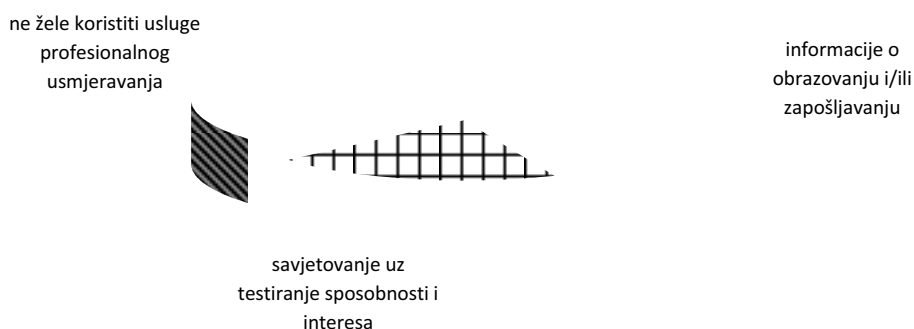 ne žele koristiti usluge
profesionalnog
usmjeravanja
informacije o
obrazovanju i/ili
zapošljavanju
savjetovanje uz
testiranje sposobnosti i
interesa